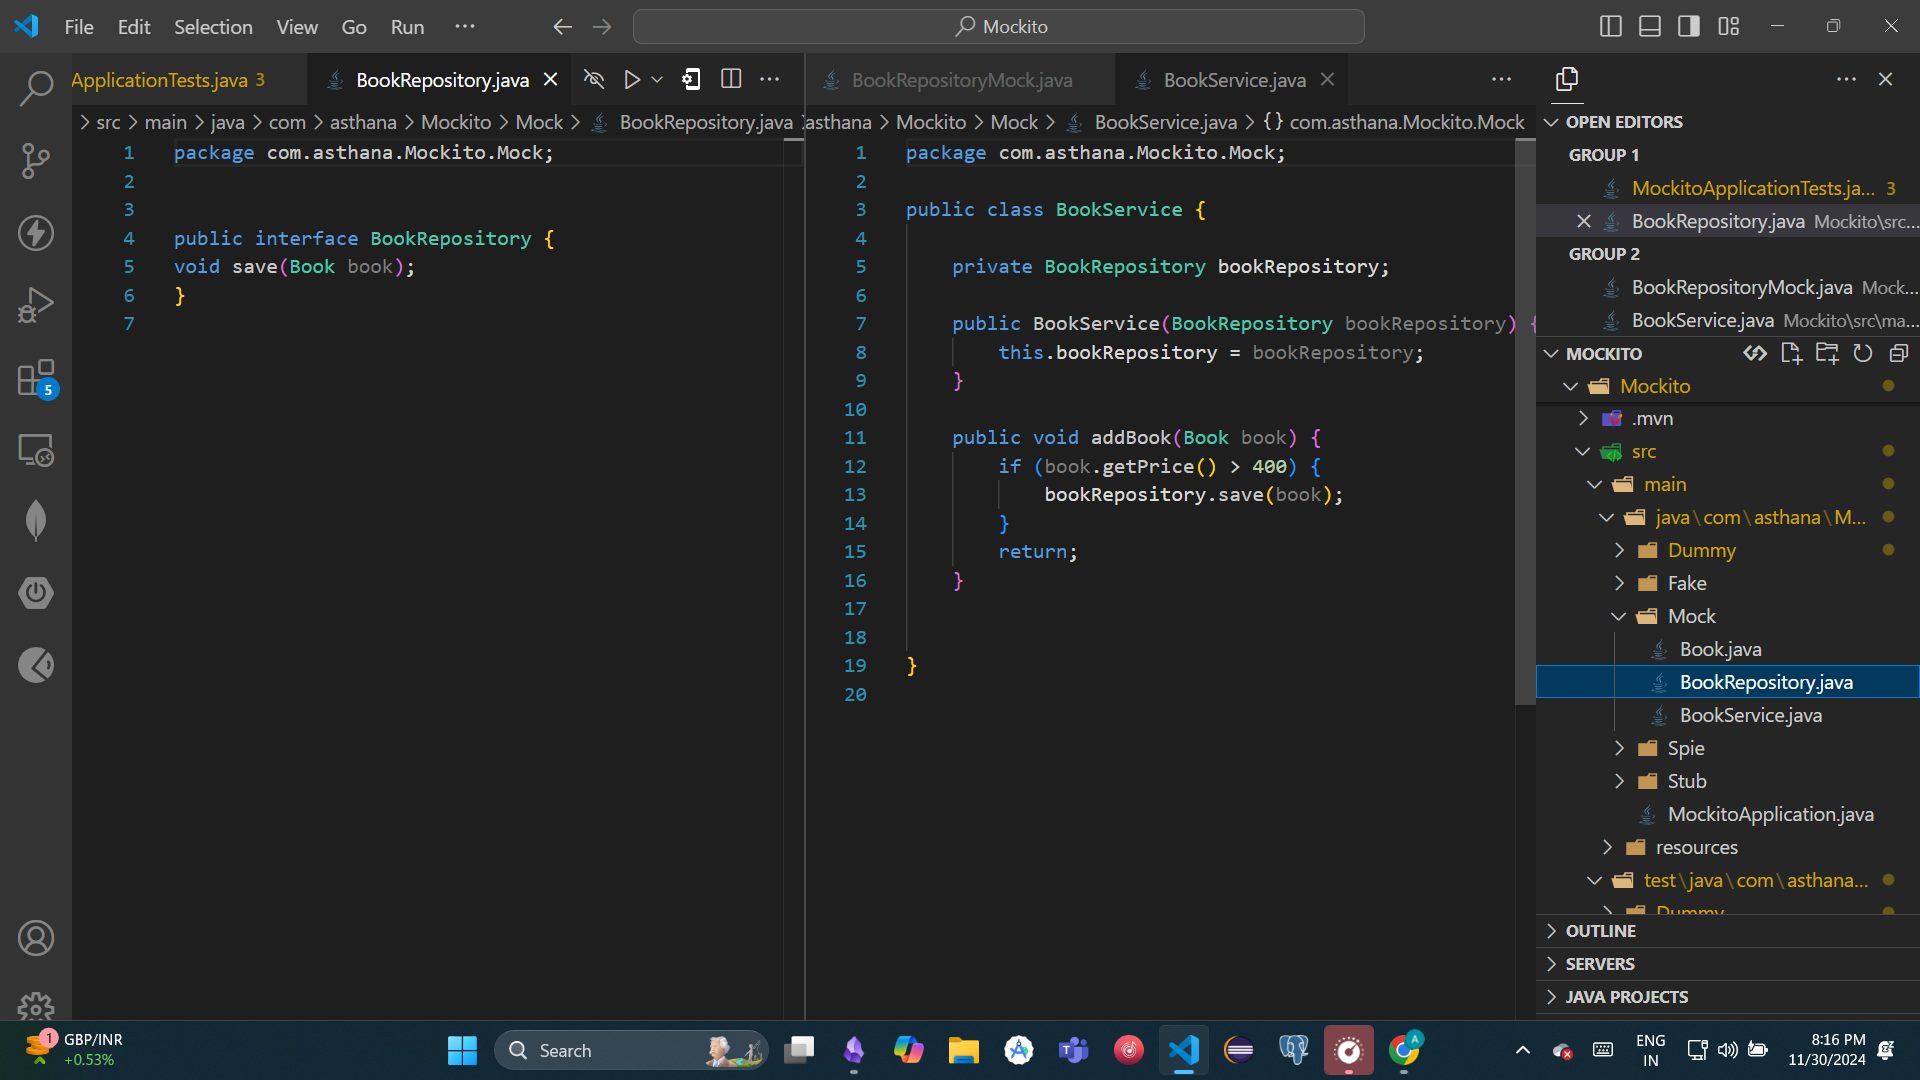 File Edit Selection View Go Run ··· Mockito
ApplicationTests.java 3 BookRepository.java BookRepositoryMock.java BookService.java
src > main > java > com > asthana > Mockito > Mock > BookRepository.java
asthana > Mockito > Mock > BookService.java > {} com.asthana.Mockito.Mock
1 package com.asthana.Mockito.Mock;
2
3
4 public interface BookRepository {
5 void save(Book book);
6 }
7
1 package com.asthana.Mockito.Mock;
2
3 public class BookService {
4
5 private BookRepository bookRepository;
6
7 public BookService(BookRepository bookRepository) {
8 this.bookRepository = bookRepository;
9 }
10
11 public void addBook(Book book) {
12 if (book.getPrice() > 400) {
13 bookRepository.save(book);
14 }
15 return;
16 }
17
18
19 }
20
OPEN EDITORS
GROUP 1
MockitoApplicationTests.ja... 3
BookRepository.java Mockito\src...
GROUP 2
BookRepositoryMock.java Mock...
BookService.java Mockito\src\ma...
MOCKITO
Mockito
.mvn
src
main
java\com\asthana\M...
Dummy
Fake
Mock
Book.java
BookRepository.java
BookService.java
Spie
Stub
MockitoApplication.java
resources
test\java\com\asthana...
Dummy
OUTLINE
SERVERS
JAVA PROJECTS
5
1 GBP/INR
+0.53%
Search
A
ENG
IN
8:16 PM
11/30/2024